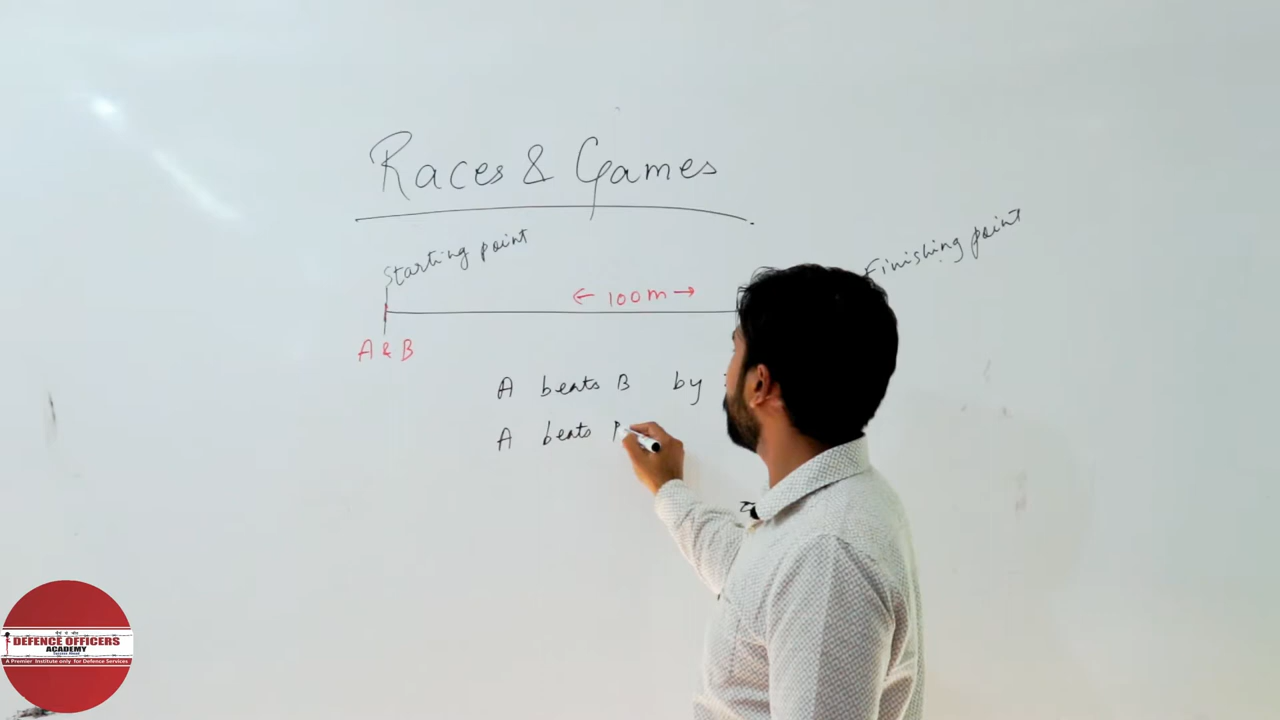 Races & Games
Starting point
Finishing point
← 100m →
A & B
A beats B by
A beats
DEFENCE OFFICERS
ACADEMY
A Premier Institute only for Defence Services